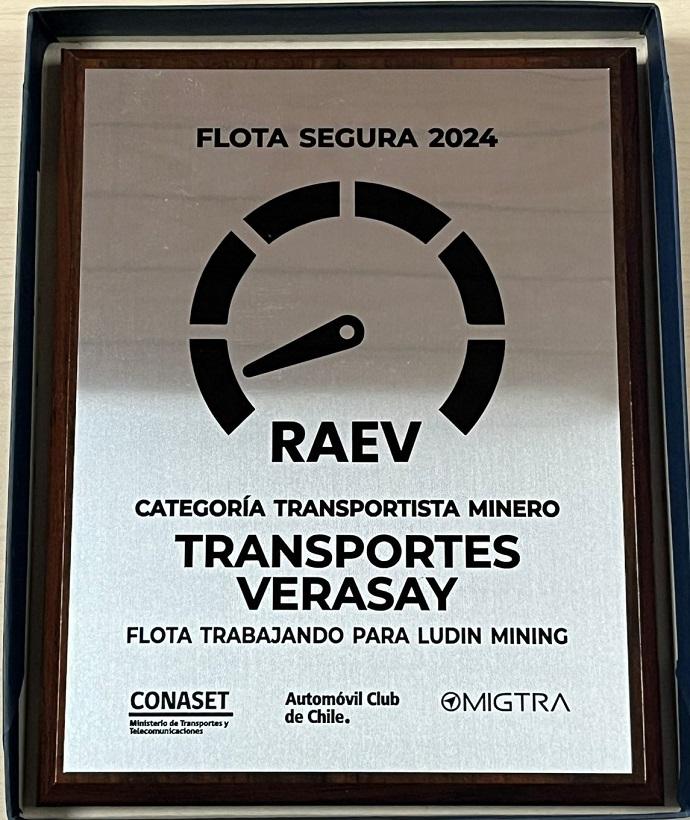 FLOTA SEGURA 2024
RAEV
CATEGORÍA TRANSPORTISTA MINERO
TRANSPORTES
VERASAY
FLOTA TRABAJANDO PARA LUDIN MINING
CONASET
Ministerio de Transportes y
Telecomunicaciones
Automóvil Club
de Chile.
MIGTRA